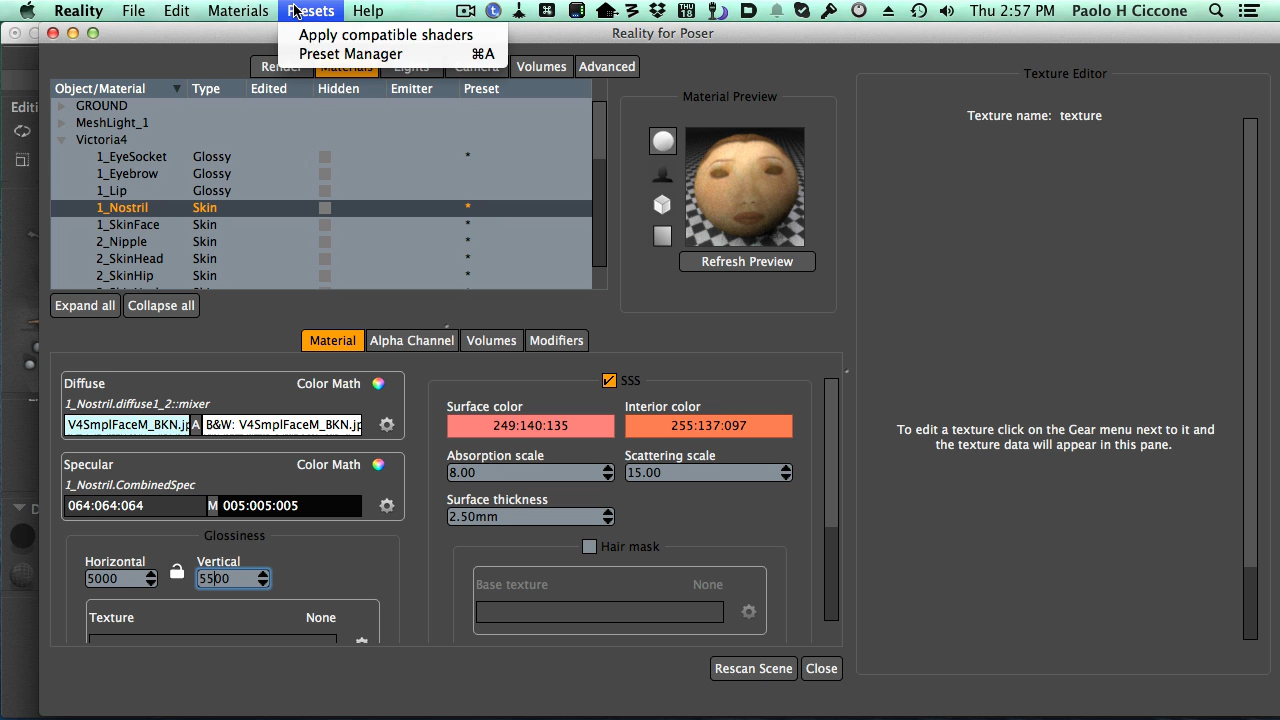 Reality File Edit Materials Presets Help THU 18 Thu 2:57 PM Paolo H Ciccone
Apply compatible shaders
Preset Manager ⌘A
Reality for Poser
Volumes Advanced
Object/Material Type Edited Hidden Emitter Preset
GROUND
MeshLight_1
Victoria4
1_EyeSocket Glossy *
1_Eyebrow Glossy
1_Lip Glossy
1_Nostril Skin *
1_SkinFace Skin *
2_Nipple Skin *
2_SkinHead Skin *
2_SkinHip Skin *
Expand all Collapse all
Material Preview
Refresh Preview
Material Alpha Channel Volumes Modifiers
Diffuse Color Math
1_Nostril.diffuse1_2::mixer
V4SmplFaceM_BKN.j A B&W: V4SmplFaceM_BKN.j
Specular Color Math
1_Nostril.CombinedSpec
064:064:064 M 005:005:005
Glossiness
Horizontal Vertical
5000 5500
Texture None
SSS
Surface color Interior color
249:140:135 255:137:097
Absorption scale Scattering scale
8.00 15.00
Surface thickness
2.50mm
Hair mask
Base texture None
Rescan Scene Close
Texture Editor
Texture name: texture
To edit a texture click on the Gear menu next to it and
the texture data will appear in this pane.
Editi